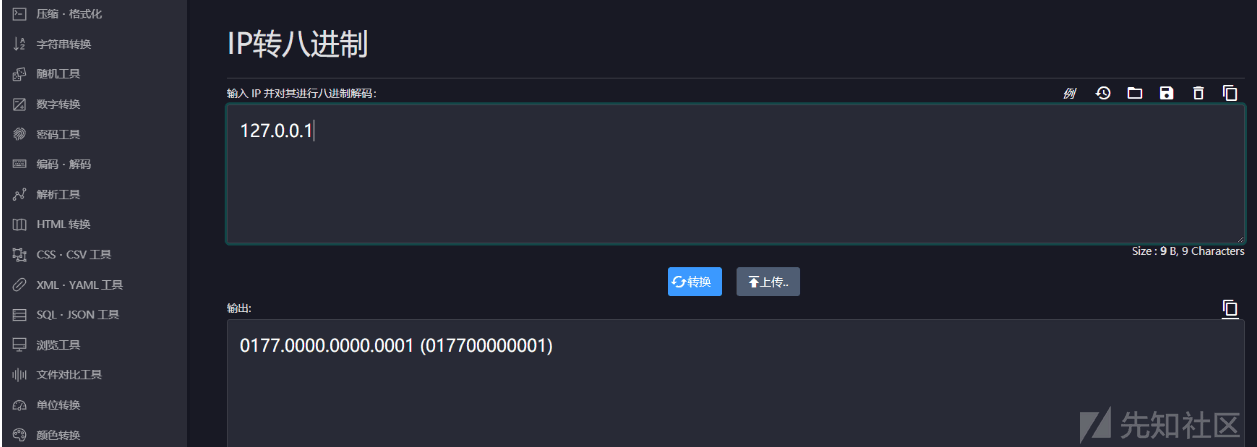 压缩 · 格式化
字符串转换
随机工具
数字转换
密码工具
编码 · 解码
解析工具
HTML 转换
CSS · CSV 工具
XML · YAML 工具
SQL · JSON 工具
浏览工具
文件对比工具
单位转换
颜色转换
IP转八进制
输入 IP 并对其进行八进制解码:
例
127.0.0.1
Size : 9 B, 9 Characters
转换
上传..
输出:
0177.0000.0000.0001 (017700000001)
先知社区